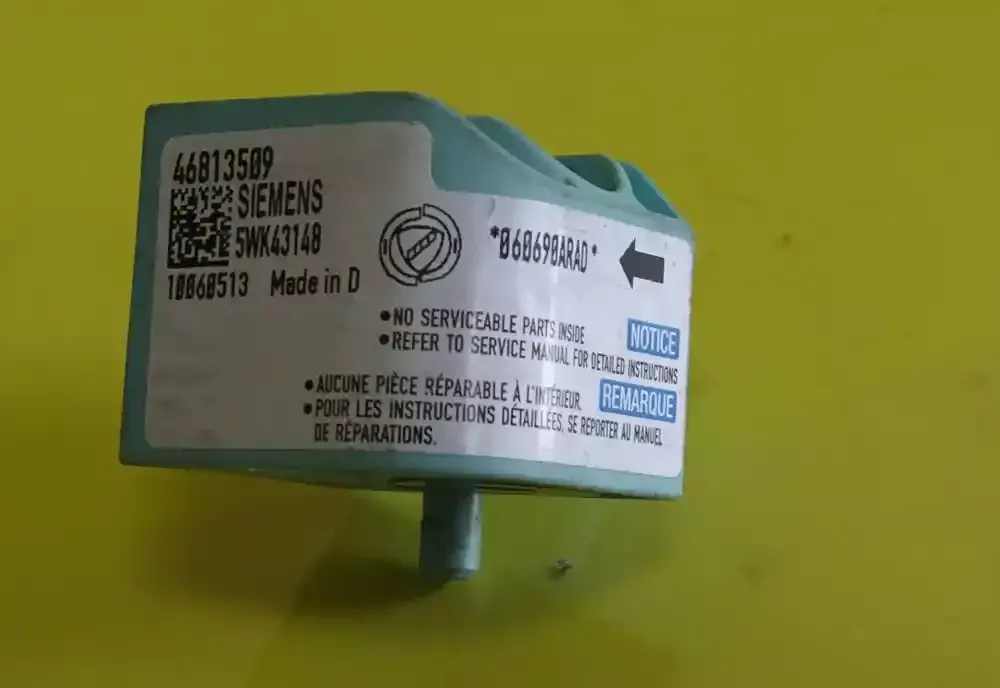 46813509
SIEMENS
5WK43148
10060513 Made in D
*060690ARAD*
•NO SERVICEABLE PARTS INSIDE
•REFER TO SERVICE MANUAL FOR DETAILED INSTRUCTIONS
NOTICE
•AUCUNE PIÈCE RÉPARABLE À L'INTÉRIEUR
•POUR LES INSTRUCTIONS DÉTAILLÉES, SE REPORTER AU MANUEL
DE RÉPARATIONS.
REMARQUE